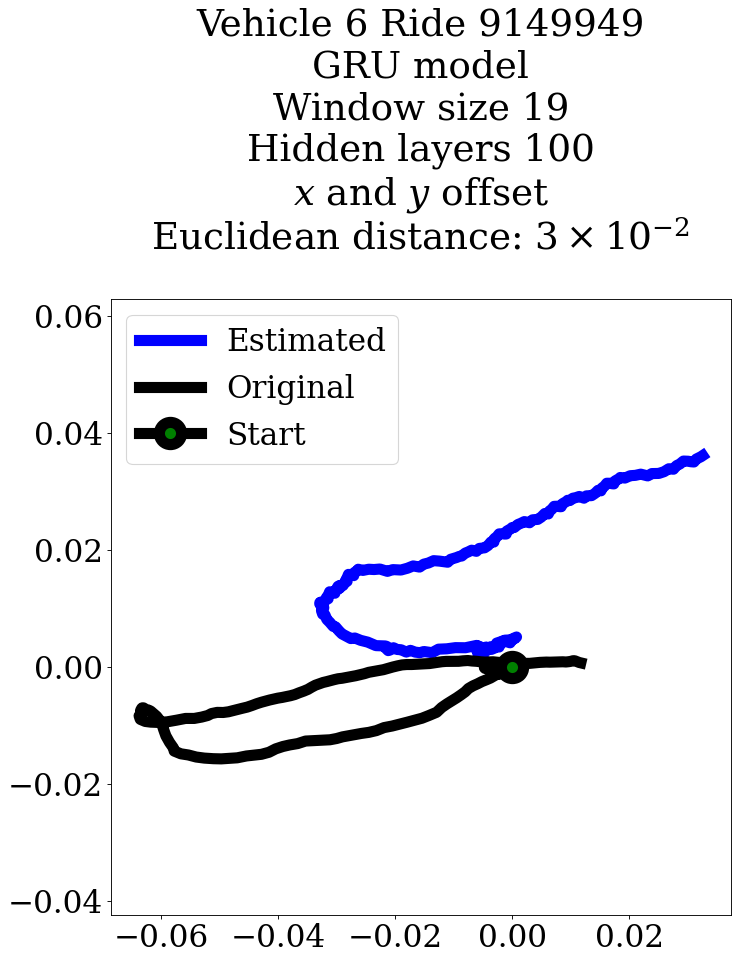 Vehicle 6 Ride 9149949
GRU model
Window size 19
Hidden layers 100
x and y offset
Euclidean distance: 3 × 10⁻²
0.06
0.04
0.02
0.00
−0.02
−0.04
Estimated
Original
Start
−0.06 −0.04 −0.02 0.00 0.02